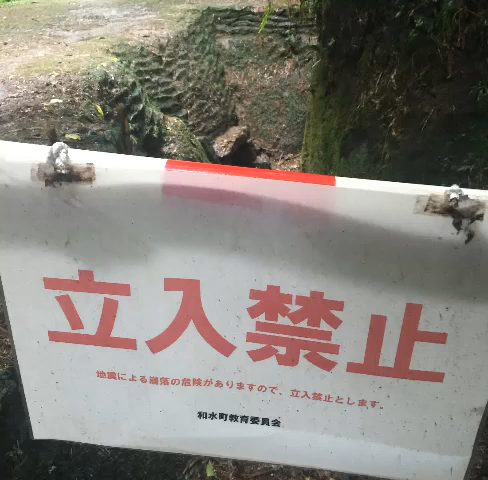 立入禁止
地震による崩落の危険がありますので、立入禁止とします。
和水町教育委員会